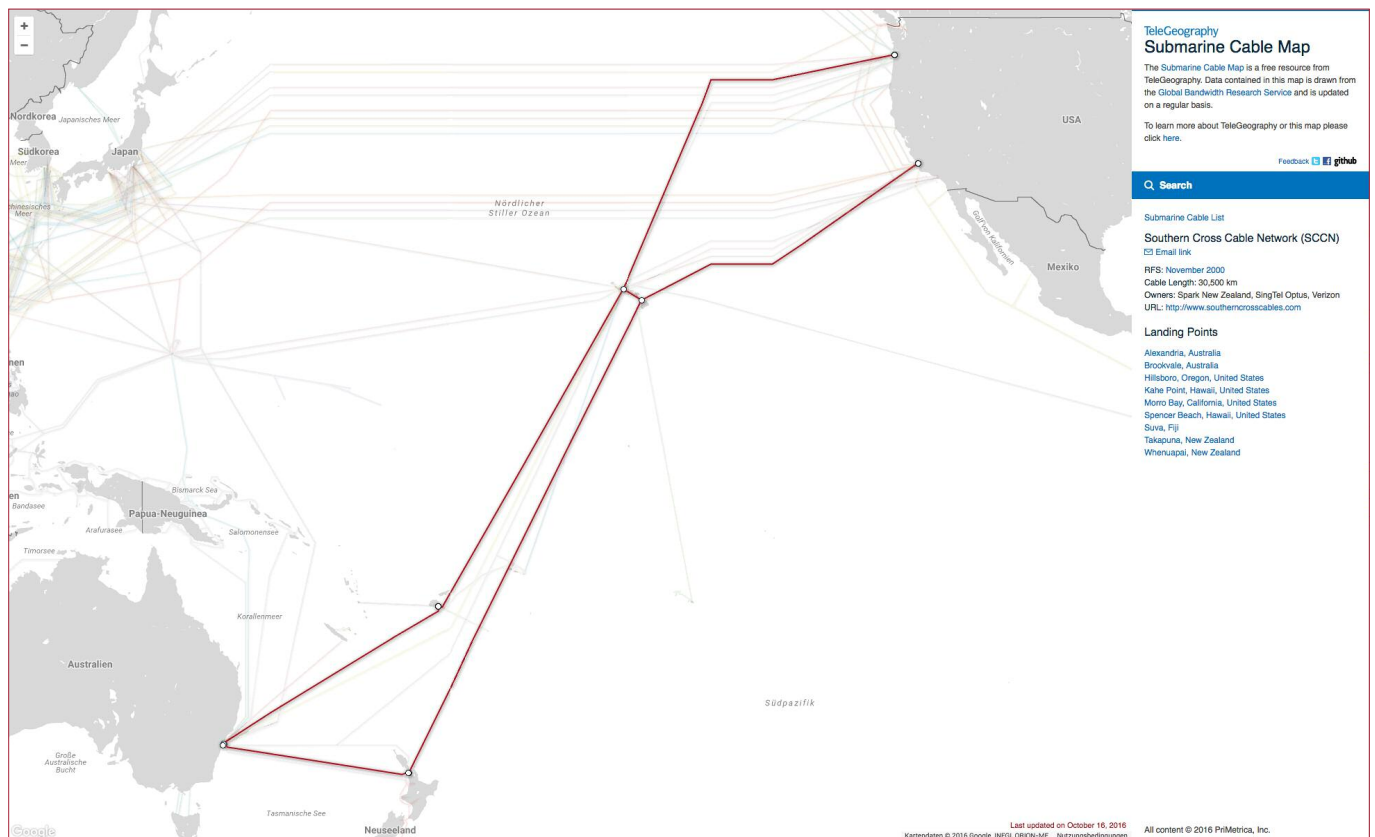 +
−
Nordkorea
Japanisches Meer
Südkorea
Meer
Japan
chinesisches
Meer
USA
Nördlicher
Stiller Ozean
Golf von Kalifornien
Mexiko
nen
ao
en
Bandasee
Bismarck Sea
Papua-Neuguinea
Arafurasee
Salomonensee
Timorsee
Korallenmeer
Australien
Südpazifik
Große
Australische
Bucht
Tasmanische See
Neuseeland
Google
Last updated on October 16, 2016
Kartendaten © 2016 Google, INEGI, ORION-ME Nutzungsbedingungen
TeleGeography
Submarine Cable Map
The Submarine Cable Map is a free resource from
TeleGeography. Data contained in this map is drawn from
the Global Bandwidth Research Service and is updated
on a regular basis.
To learn more about TeleGeography or this map please
click here.
Feedback github
Search
Submarine Cable List
Southern Cross Cable Network (SCCN)
Email link
RFS: November 2000
Cable Length: 30,500 km
Owners: Spark New Zealand, SingTel Optus, Verizon
URL: http://www.southerncrosscables.com
Landing Points
Alexandria, Australia
Brookvale, Australia
Hillsboro, Oregon, United States
Kahe Point, Hawaii, United States
Morro Bay, California, United States
Spencer Beach, Hawaii, United States
Suva, Fiji
Takapuna, New Zealand
Whenuapai, New Zealand
All content © 2016 PriMetrica, Inc.